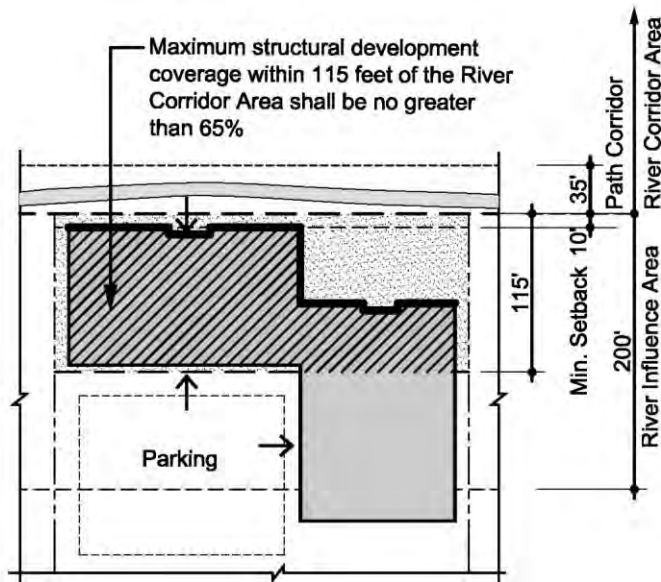 Maximum structural development
coverage within 115 feet of the River
Corridor Area shall be no greater
than 65%
Path Corridor
River Corridor Area
35'
115'
Min. Setback 10'
200'
River Influence Area
Parking